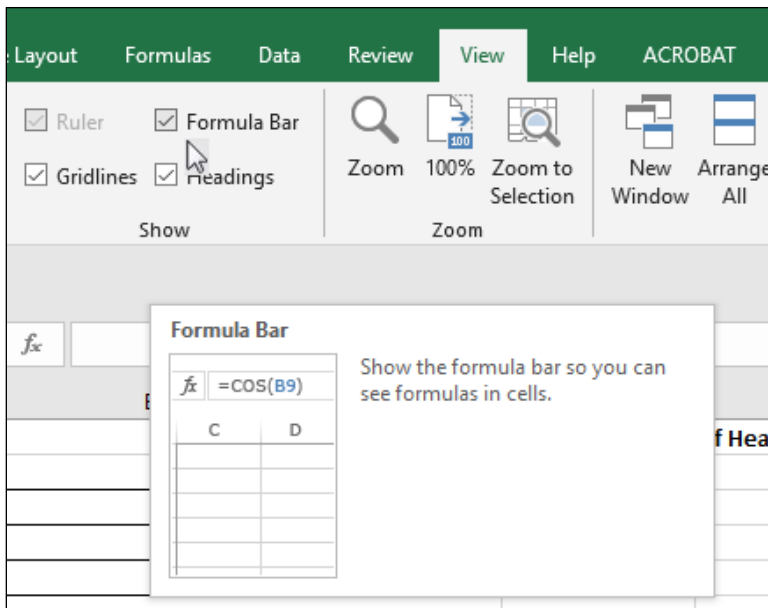 Layout Formulas Data Review View Help ACROBAT
Ruler Formula Bar
Gridlines Headings
Show
Zoom 100% Zoom to Selection
Zoom
New Window Arrange All
fx
Formula Bar
fx =COS(B9)
C D
Show the formula bar so you can
see formulas in cells.
f Hea